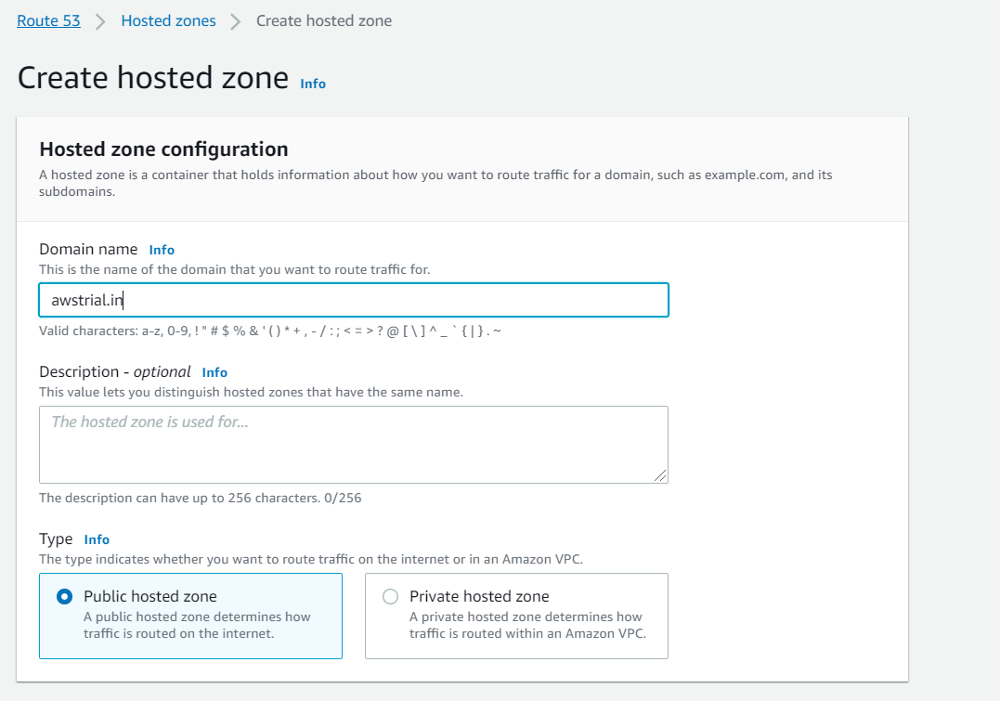 Route 53 > Hosted zones > Create hosted zone
Create hosted zone Info
Hosted zone configuration
A hosted zone is a container that holds information about how you want to route traffic for a domain, such as example.com, and its
subdomains.
Domain name Info
This is the name of the domain that you want to route traffic for.
awstrial.in
Valid characters: a-z, 0-9, ! " # $ % & ' ( ) * + , - / : ; < = > ? @ [ \ ] ^ _ ` { | } . ~
Description - optional Info
This value lets you distinguish hosted zones that have the same name.
The hosted zone is used for...
The description can have up to 256 characters. 0/256
Type Info
The type indicates whether you want to route traffic on the internet or in an Amazon VPC.
Public hosted zone
A public hosted zone determines how
traffic is routed on the internet.
Private hosted zone
A private hosted zone determines how
traffic is routed within an Amazon VPC.